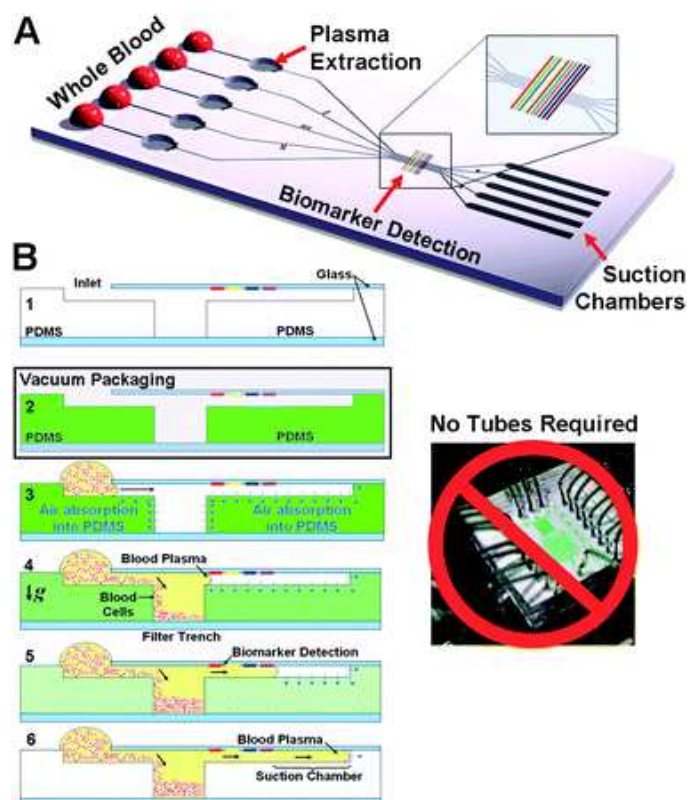 A
Whole Blood
Plasma
Extraction
Biomarker Detection
Suction
Chambers
B
Inlet
Glass
1
PDMS
PDMS
Vacuum Packaging
2
PDMS
PDMS
No Tubes Required
3
Air absorption
into PDMS
Air absorption
into PDMS
4
Blood Plasma
g
Blood
Cells
Filter Trench
5
Biomarker Detection
6
Blood Plasma
Suction Chamber